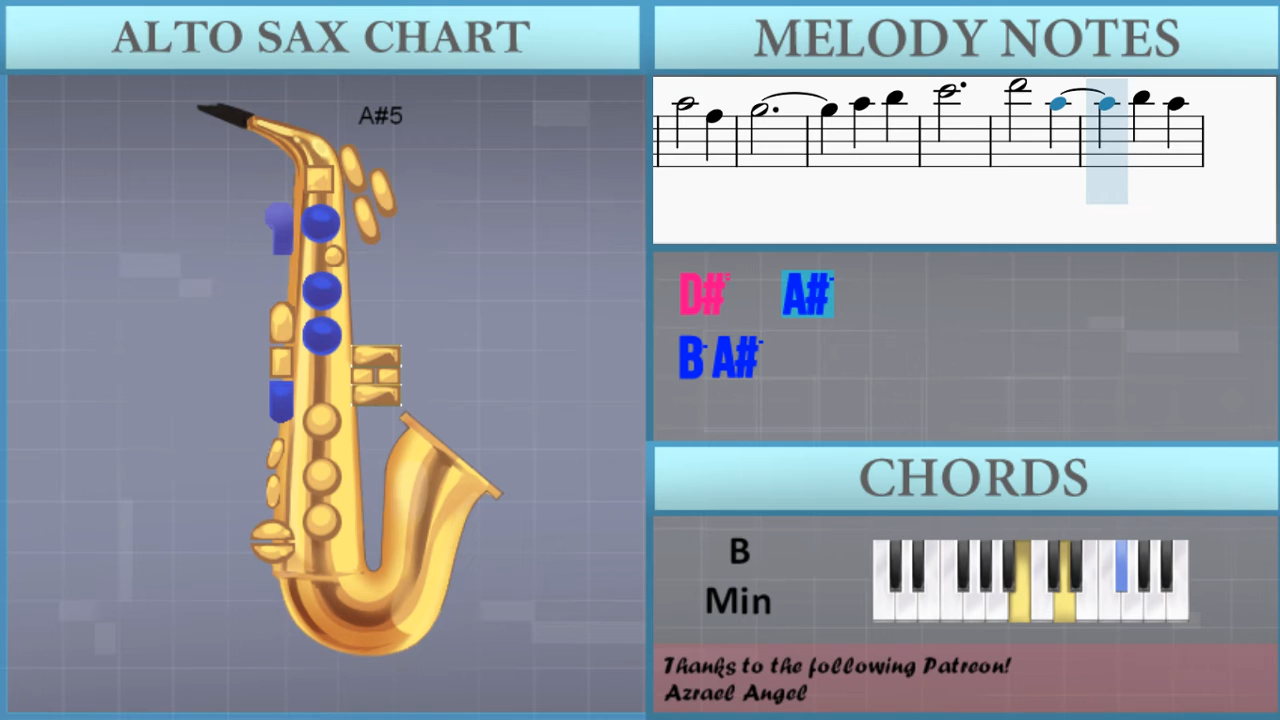 ALTO SAX CHART
A#5
MELODY NOTES
D# A#
B A#
CHORDS
B
Min
Thanks to the following Patreon!
Azrael Angel